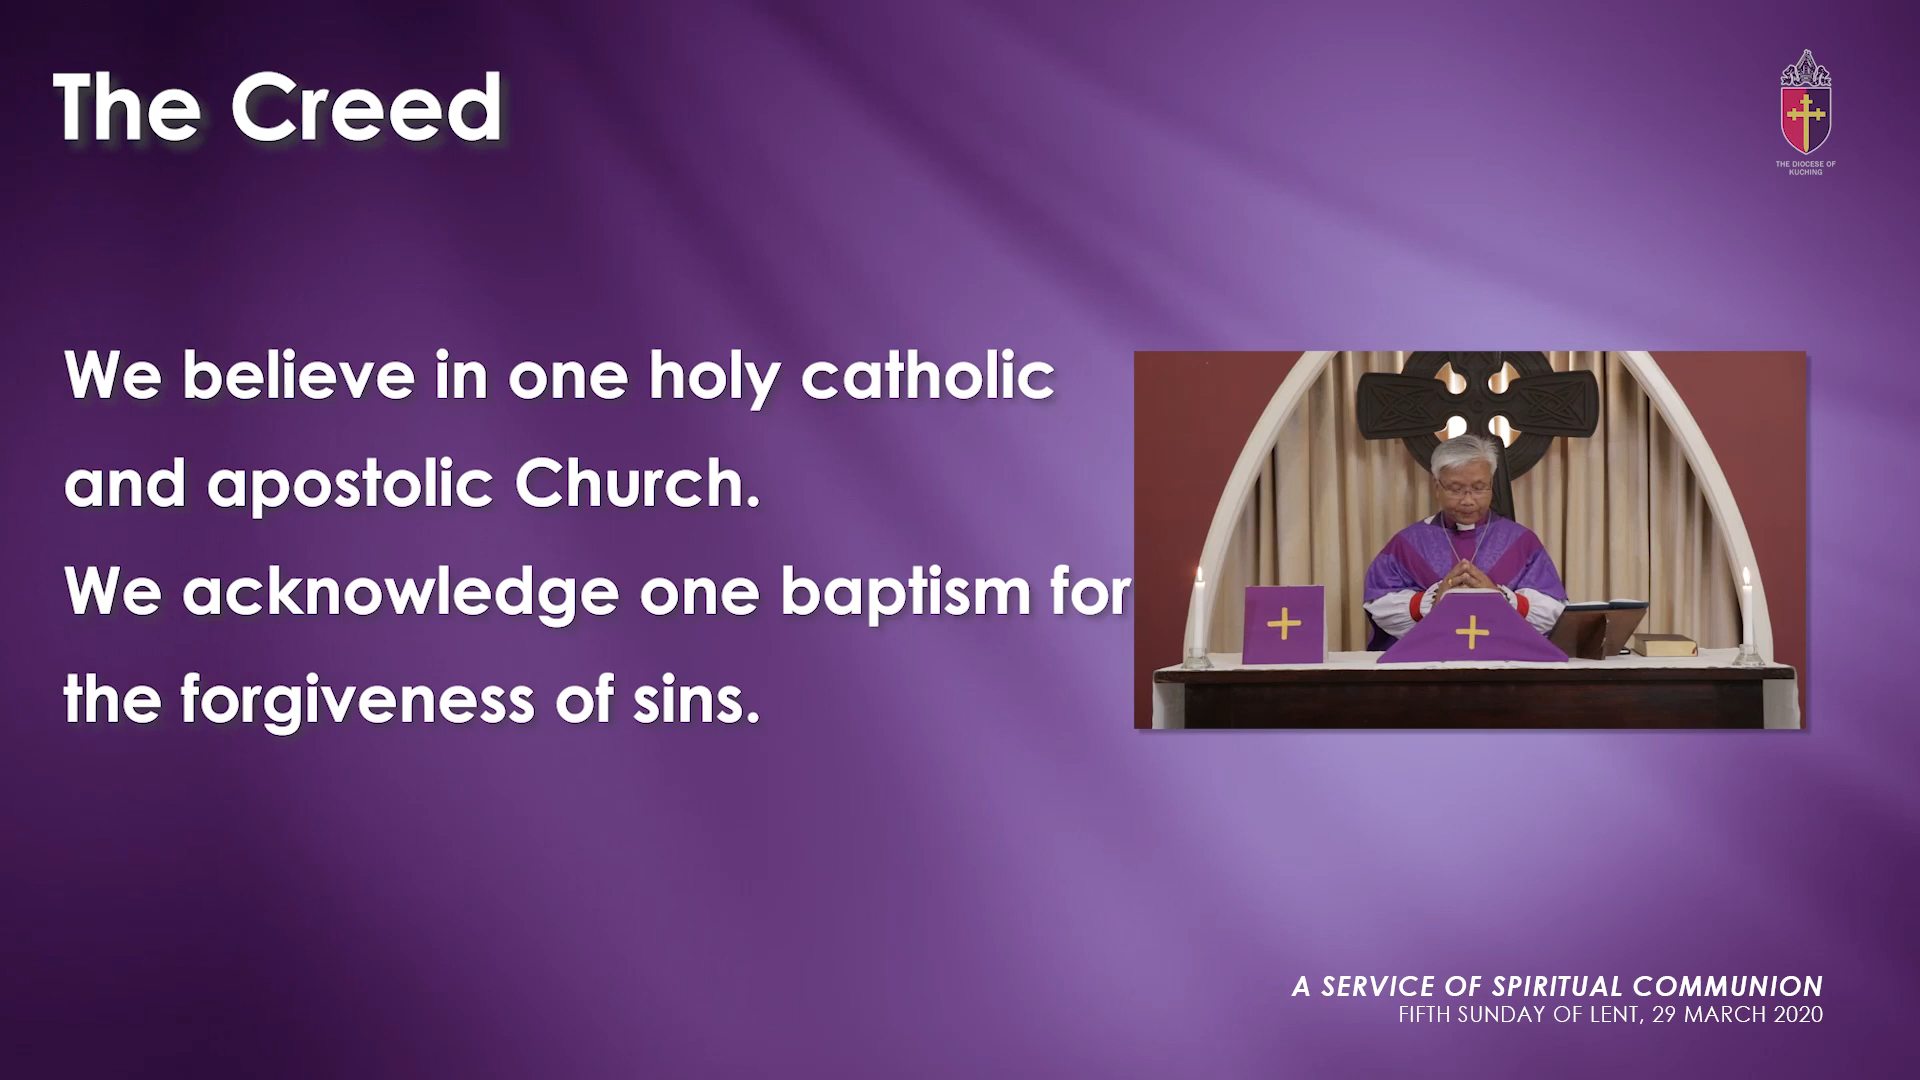 The Creed
THE DIOCESE OF
KUCHING
We believe in one holy catholic
and apostolic Church.
We acknowledge one baptism for
the forgiveness of sins.
A SERVICE OF SPIRITUAL COMMUNION
FIFTH SUNDAY OF LENT, 29 MARCH 2020